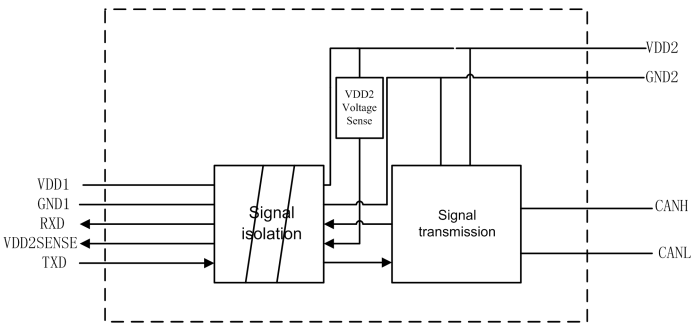 VDD2
GND2
VDD2
Voltage
Sense
VDD1
GND1
RXD
VDD2SENSE
TXD
Signal
isolation
Signal
transmission
CANH
CANL